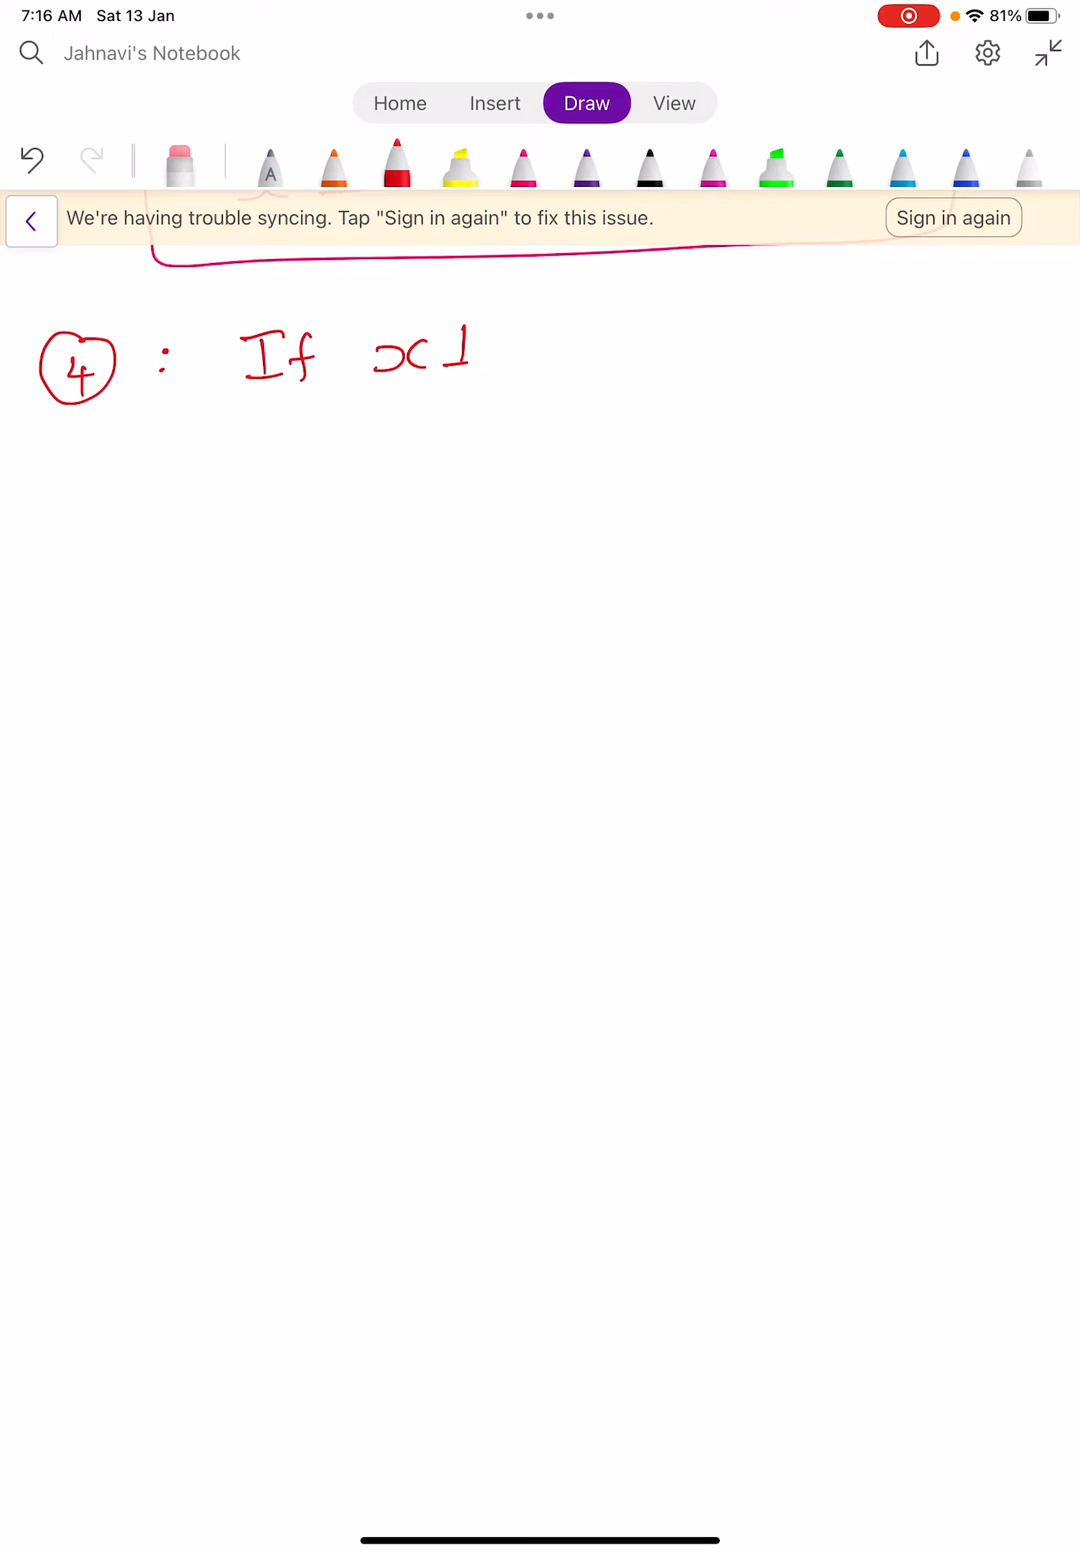 7:16 AM Sat 13 Jan
81%
Jahnavi's Notebook
Home Insert Draw View
A
We're having trouble syncing. Tap "Sign in again" to fix this issue.
Sign in again
4 : If x1